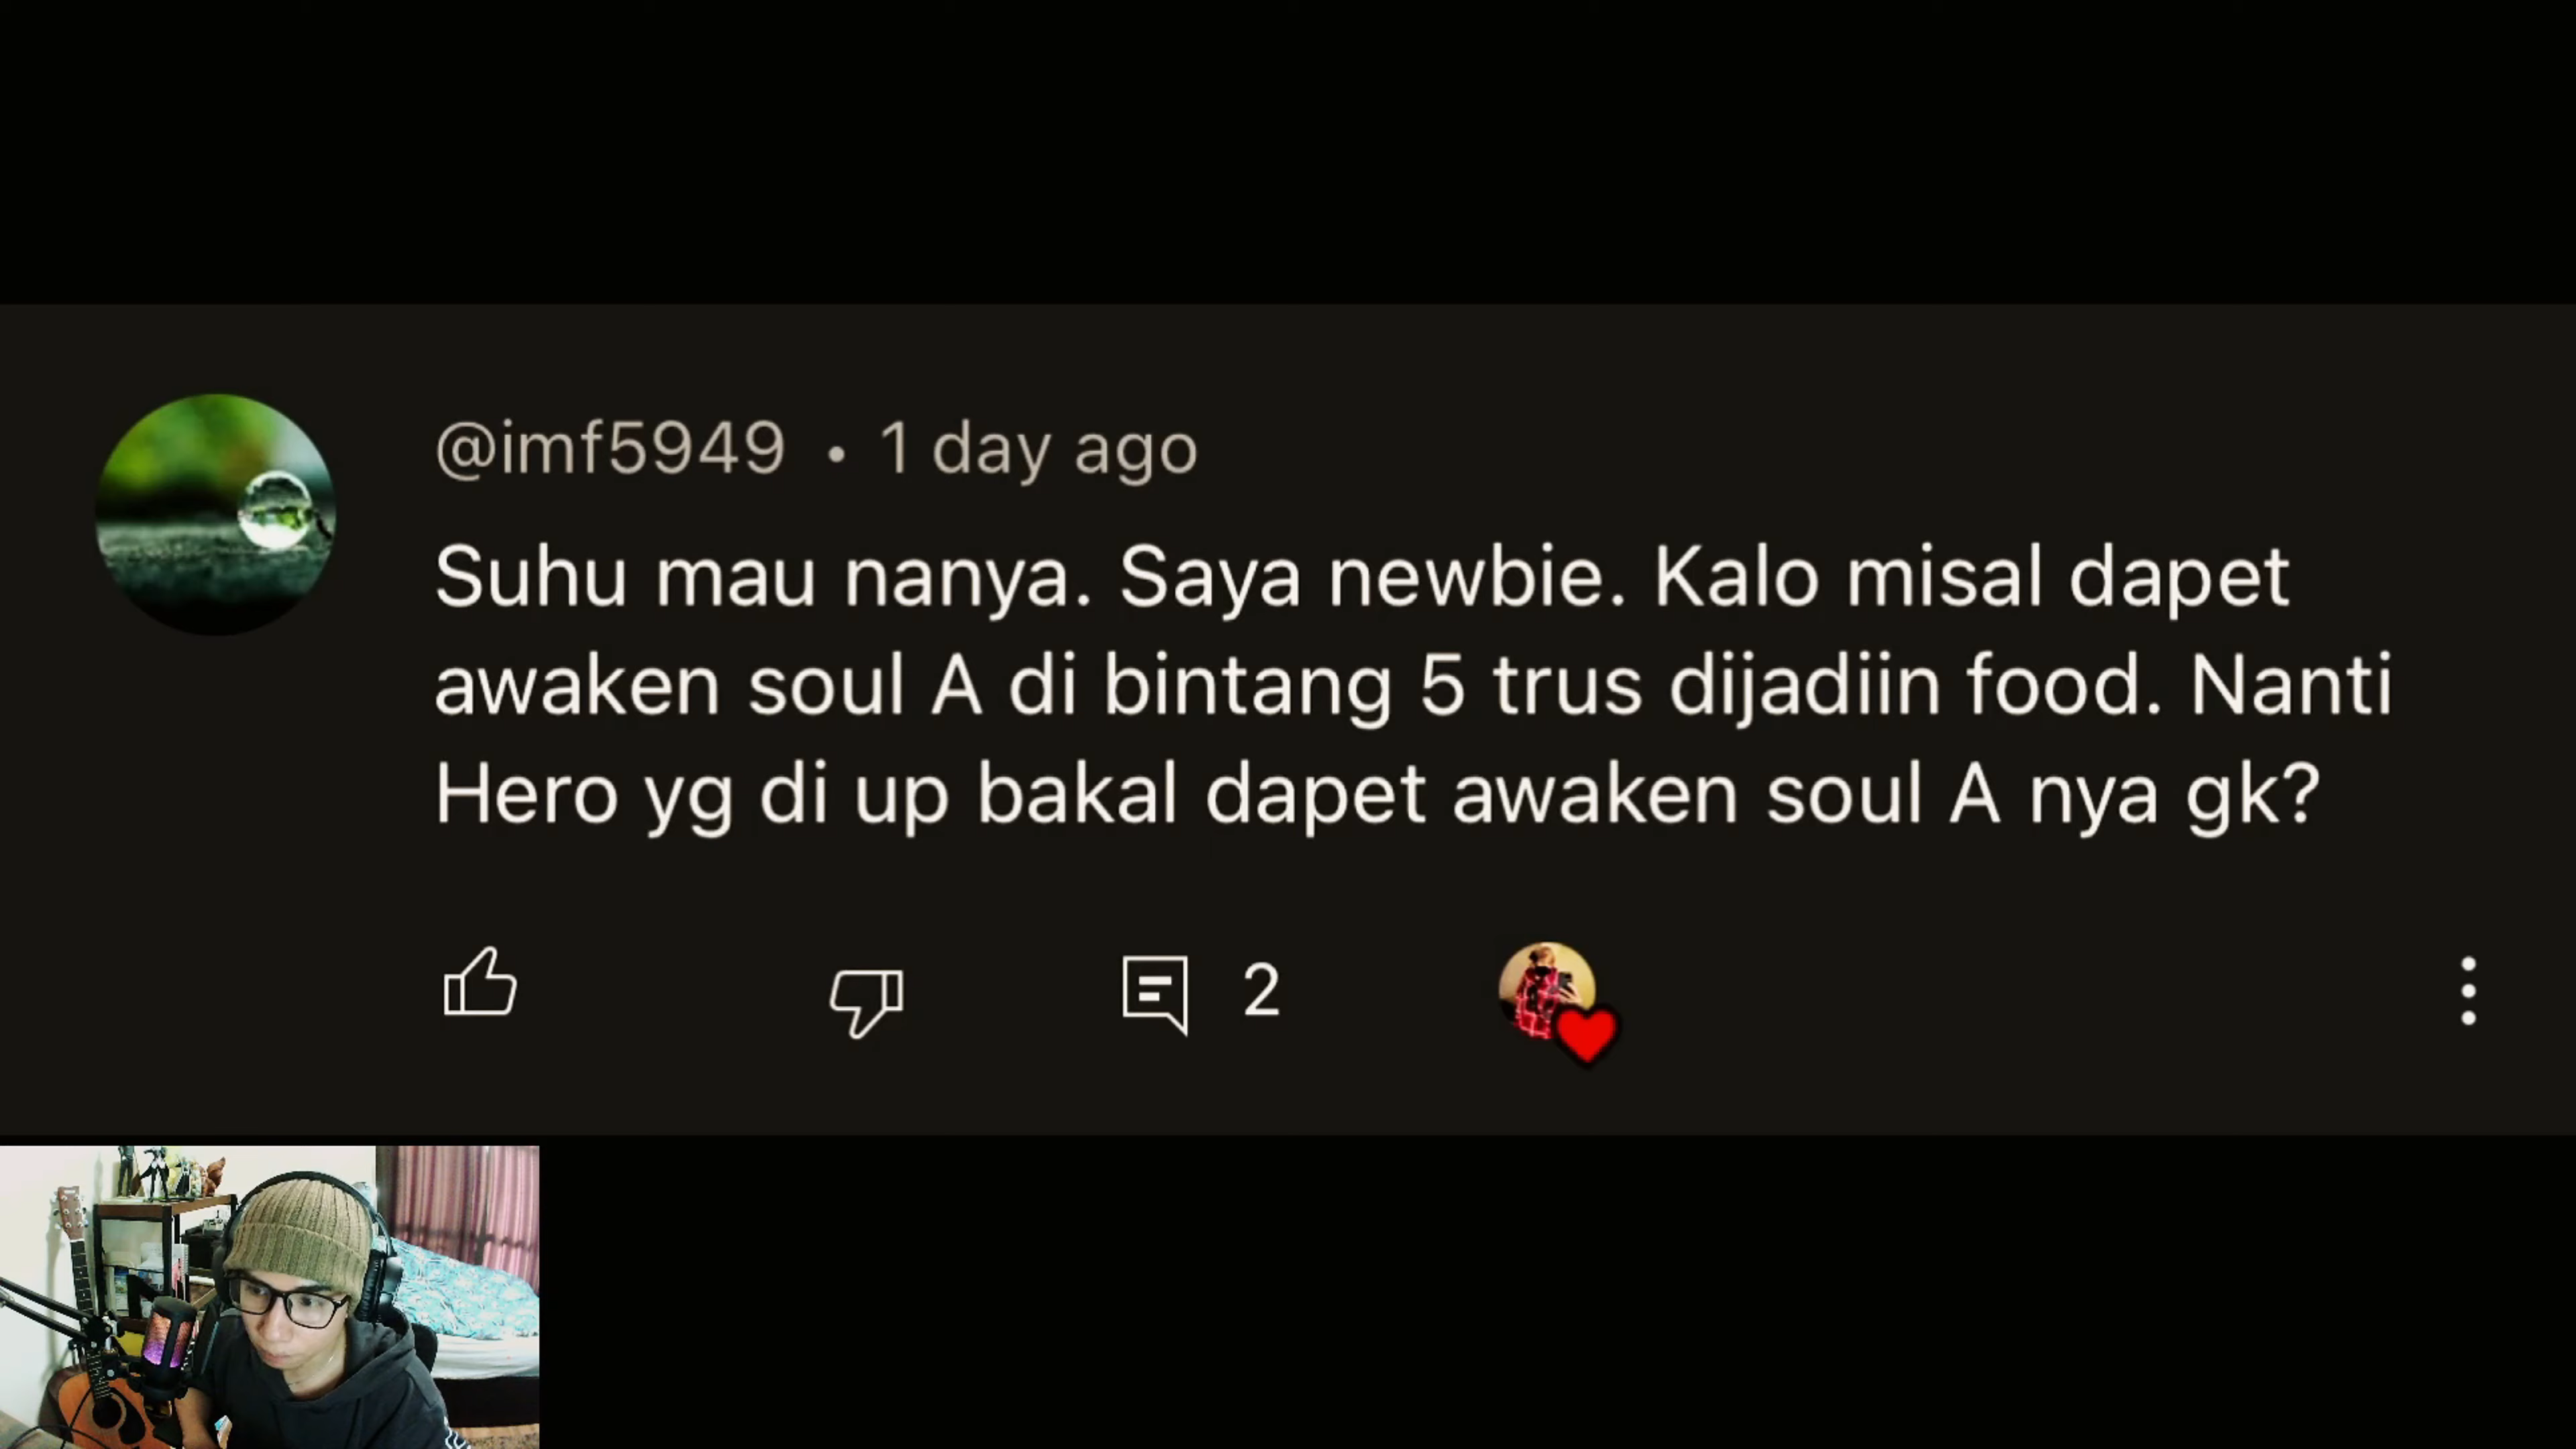 @imf5949 • 1 day ago
Suhu mau nanya. Saya newbie. Kalo misal dapet
awaken soul A di bintang 5 trus dijadiin food. Nanti
Hero yg di up bakal dapet awaken soul A nya gk?
2